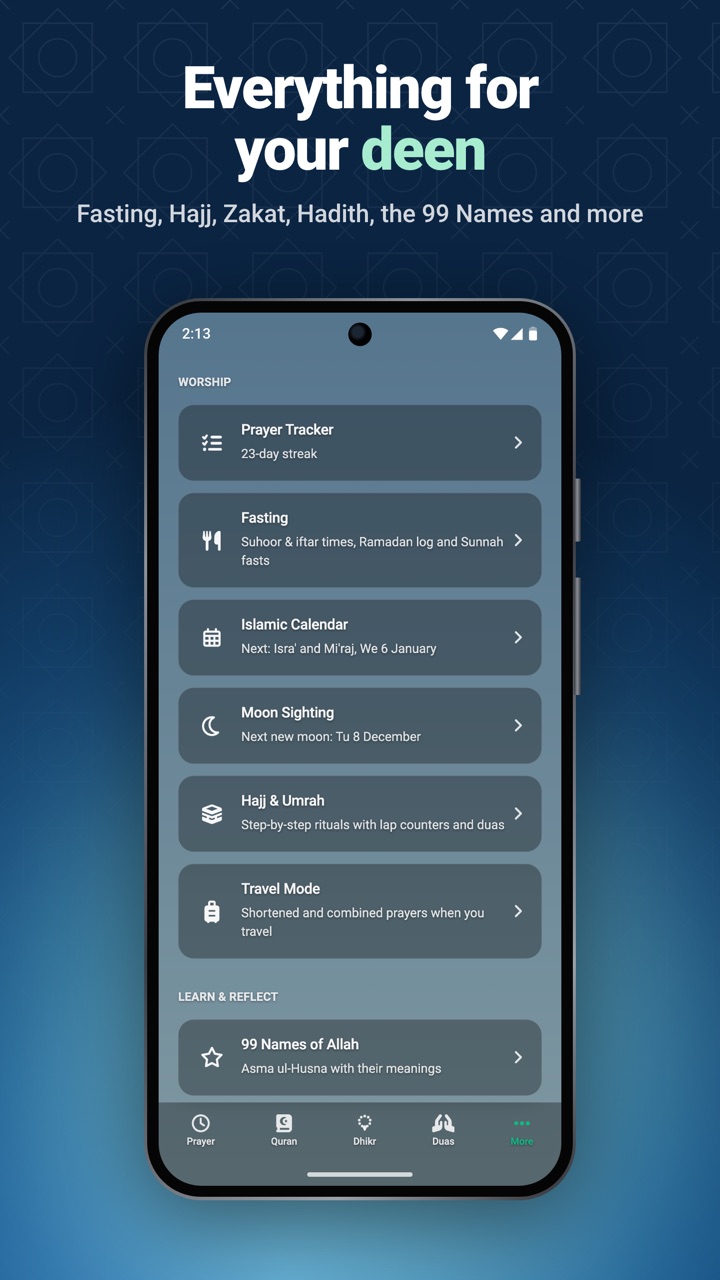 Everything for
your deen
Fasting, Hajj, Zakat, Hadith, the 99 Names and more
2:13
WORSHIP
Prayer Tracker
23-day streak
Fasting
Suhoor & iftar times, Ramadan log and Sunnah
fasts
Islamic Calendar
Next: Isra' and Mi'raj, We 6 January
Moon Sighting
Next new moon: Tu 8 December
Hajj & Umrah
Step-by-step rituals with lap counters and duas
Travel Mode
Shortened and combined prayers when you
travel
LEARN & REFLECT
99 Names of Allah
Asma ul-Husna with their meanings
Prayer Quran Dhikr Duas More